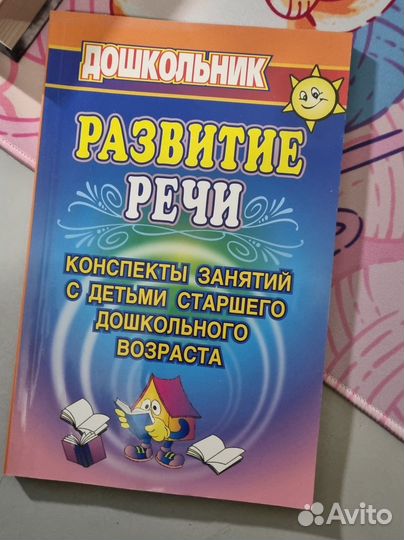 ДОШКОЛЬНИК
РАЗВИТИЕ
РЕЧИ
КОНСПЕКТЫ ЗАНЯТИЙ
С ДЕТЬМИ СТАРШЕГО
ДОШКОЛЬНОГО
ВОЗРАСТА
Avito